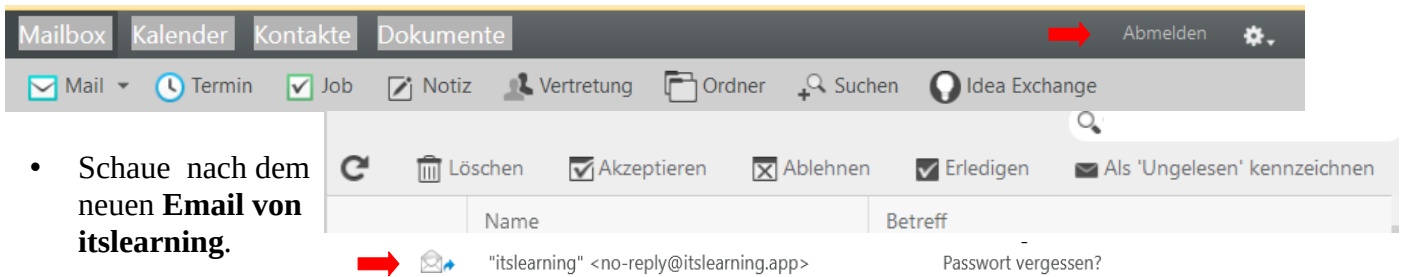 Mailbox Kalender Kontakte Dokumente Abmelden
Mail Termin Job Notiz Vertretung Ordner Suchen Idea Exchange
• Schaue nach dem
neuen Email von
itslearning.
Löschen Akzeptieren Ablehnen Erledigen Als 'Ungelesen' kennzeichnen
Name Betreff
"itslearning" <no-reply@itslearning.app> Passwort vergessen?